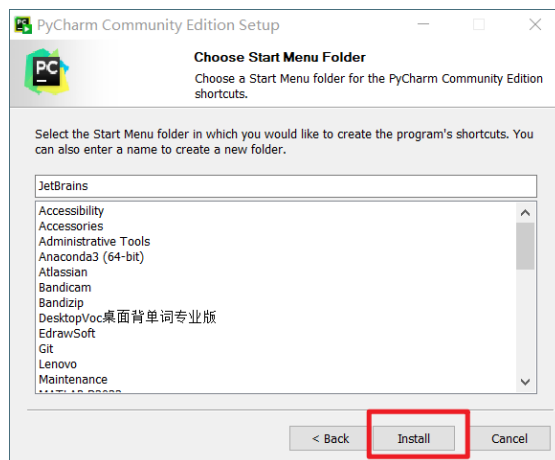 PyCharm Community Edition Setup
PC
Choose Start Menu Folder
Choose a Start Menu folder for the PyCharm Community Edition
shortcuts.
Select the Start Menu folder in which you would like to create the program's shortcuts. You
can also enter a name to create a new folder.
JetBrains
Accessibility
Accessories
Administrative Tools
Anaconda3 (64-bit)
Atlassian
Bandicam
Bandizip
DesktopVoc桌面背单词专业版
EdrawSoft
Git
Lenovo
Maintenance
< Back Install Cancel